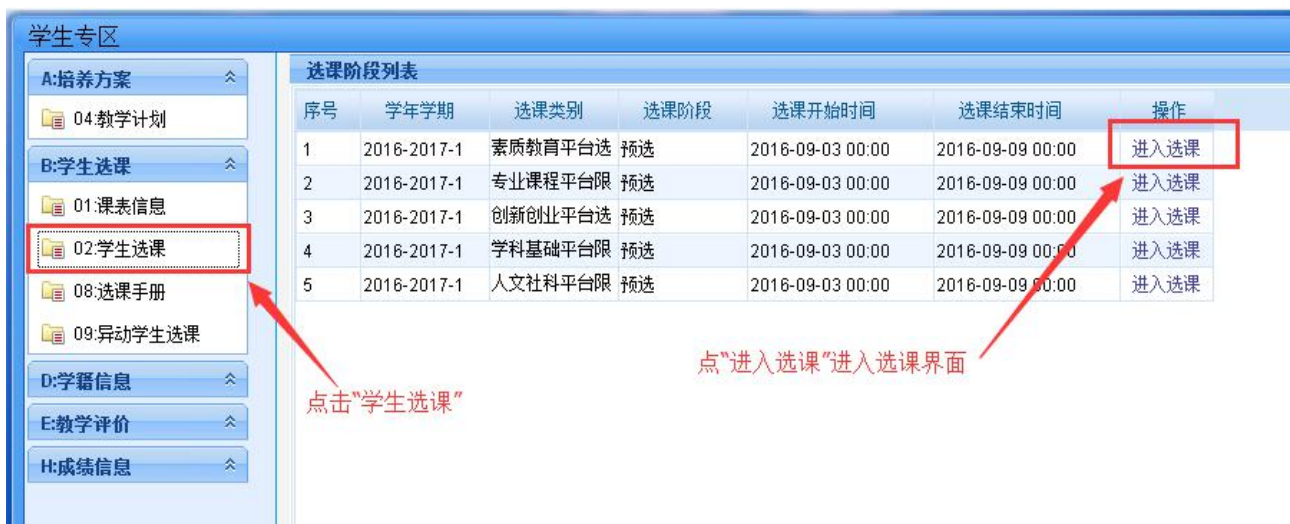 学生专区
A:培养方案
04:教学计划
B:学生选课
01:课表信息
02:学生选课
08:选课手册
09:异动学生选课
D:学籍信息
E:教学评价
H:成绩信息
选课阶段列表
序号 学年学期 选课类别 选课阶段 选课开始时间 选课结束时间 操作
1 2016-2017-1 素质教育平台选 预选 2016-09-03 00:00 2016-09-09 00:00 进入选课
2 2016-2017-1 专业课程平台限 预选 2016-09-03 00:00 2016-09-09 00:00 进入选课
3 2016-2017-1 创新创业平台选 预选 2016-09-03 00:00 2016-09-09 00:00 进入选课
4 2016-2017-1 学科基础平台限 预选 2016-09-03 00:00 2016-09-09 00:00 进入选课
5 2016-2017-1 人文社科平台限 预选 2016-09-03 00:00 2016-09-09 00:00 进入选课
点"进入选课"进入选课界面
点击"学生选课"